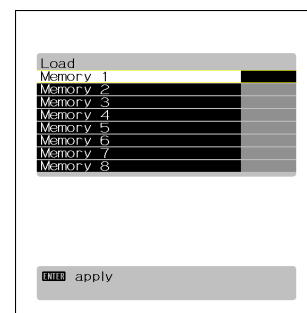 Load
Memory 1
Memory 2
Memory 3
Memory 4
Memory 5
Memory 6
Memory 7
Memory 8
ENTER apply